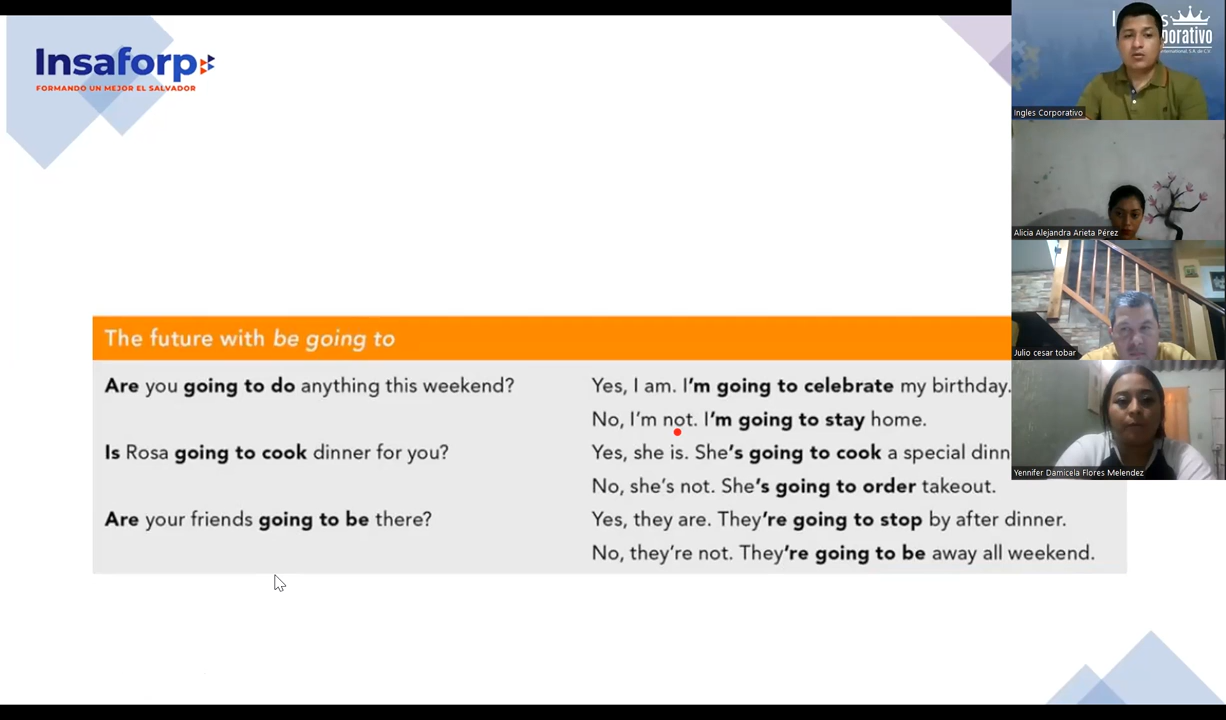 Insaforp
FORMANDO UN MEJOR EL SALVADOR
The future with be going to
Are you going to do anything this weekend?
Yes, I am. I'm going to celebrate my birthday.
No, I'm not. I'm going to stay home.
Is Rosa going to cook dinner for you?
Yes, she is. She's going to cook a special
No, she's not. She's going to order takeout.
Are your friends going to be there?
Yes, they are. They're going to stop by after dinner.
No, they're not. They're going to be away all weekend.
Ingles Corporativo
Alicia Alejandra Arieta Pérez
Julio cesar tobar
Yennifer Damicela Flores Melendez